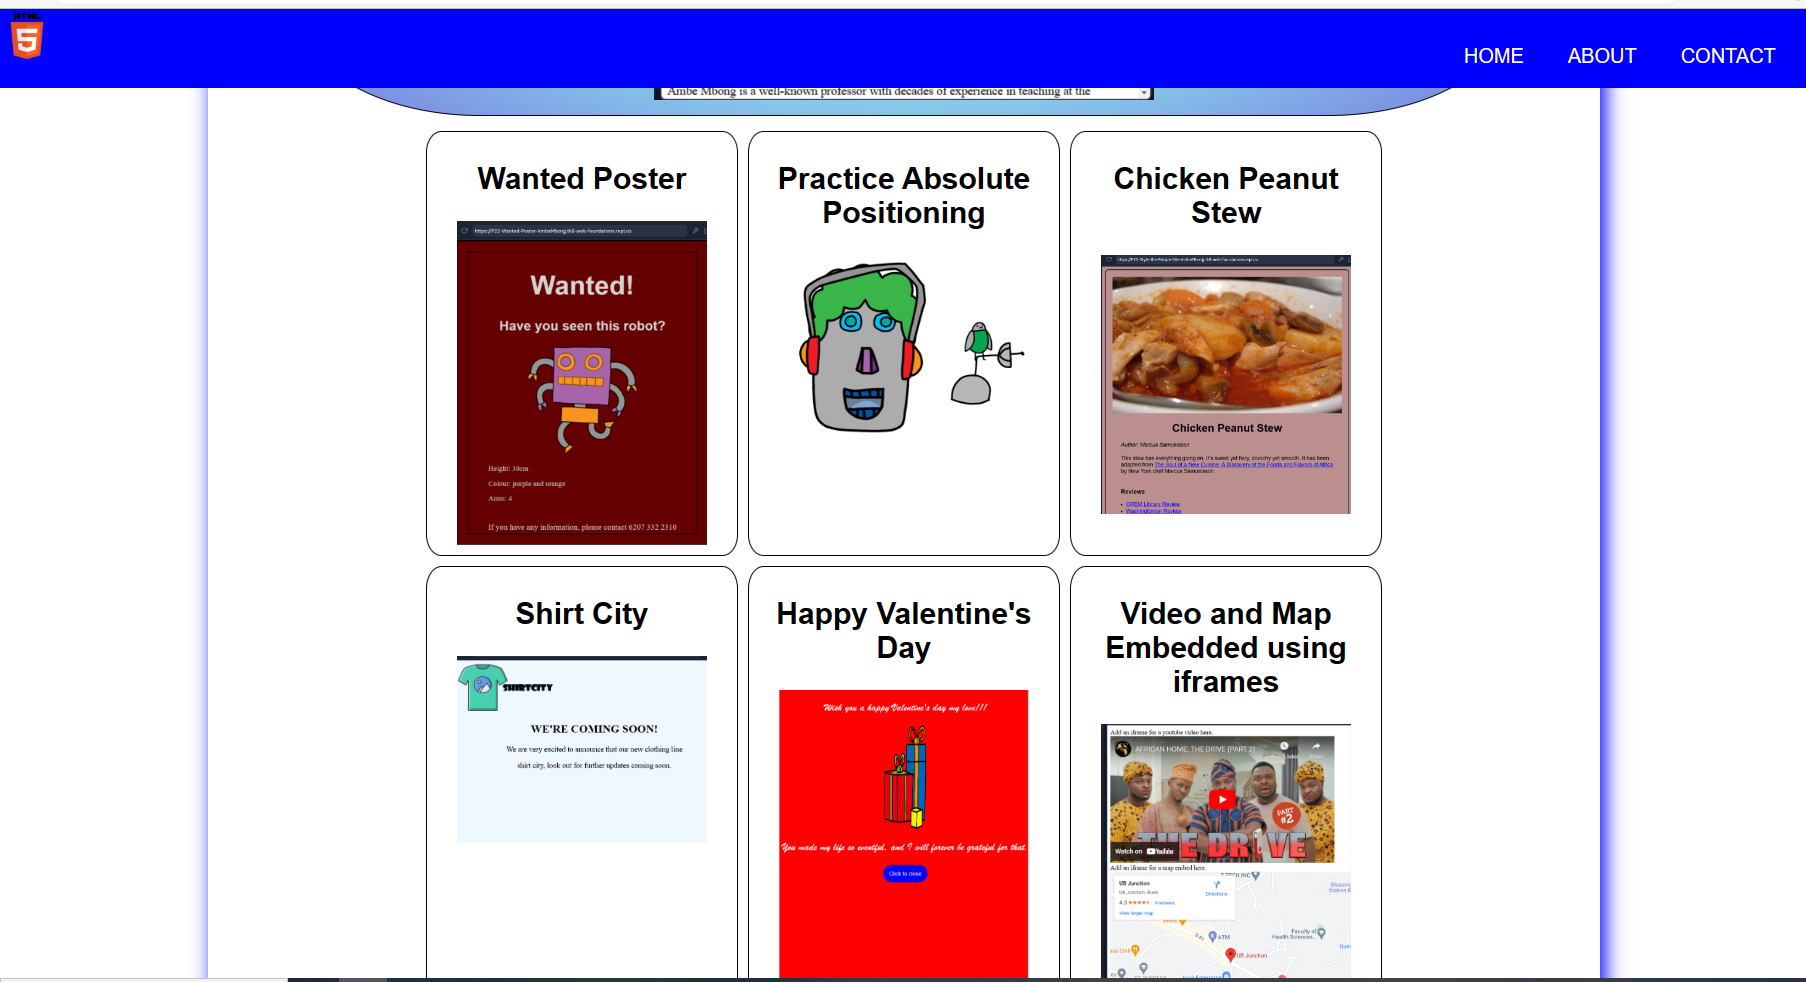 HTML
5
HOME ABOUT CONTACT
Ambe Mbong is a well-known professor with decades of experience in teaching at the
Wanted Poster
https://P22-Wanted-Poster-AmbeMbong.tk8-web-foundations.repl.co
Wanted!
Have you seen this robot?
Height: 30cm
Colour: purple and orange
Arms: 4
If you have any information, please contact 6207 332 2310
Practice Absolute
Positioning
Chicken Peanut
Stew
Chicken Peanut Stew
Author: Marcus Samuelsson
This stew has everything going on. It's sweet yet fiery, crunchy yet smooth. It has been
adapted from The Soul of a New Cuisine, A Discovery of the Foods and Flavors of Africa
by New York chef Marcus Samuelsson
Reviews
OREM Library Review
Washingtonian Review
Shirt City
SHIRTCITY
WE'RE COMING SOON!
We are very excited to announce that our new clothing line
shirt city, look out for further updates coming soon.
Happy Valentine's
Day
Wish you a happy Valentine's day my love!!!
You made my life so eventful, and I will forever be grateful for that.
Click to close
Video and Map
Embedded using
iframes
Add an iframe for a youtube video here.
AFRICAN HOME: THE DRIVE (PART 2)
PART
#2
THE DRIVE
Watch on YouTube
Add an iframe for a map embed here.
UB Junction
UB Junction, Buea
Directions
4.3
View larger map
T-TECH INC
Blessing
Station B
ATM
Faculty of
Health Sciences...
UB Junction